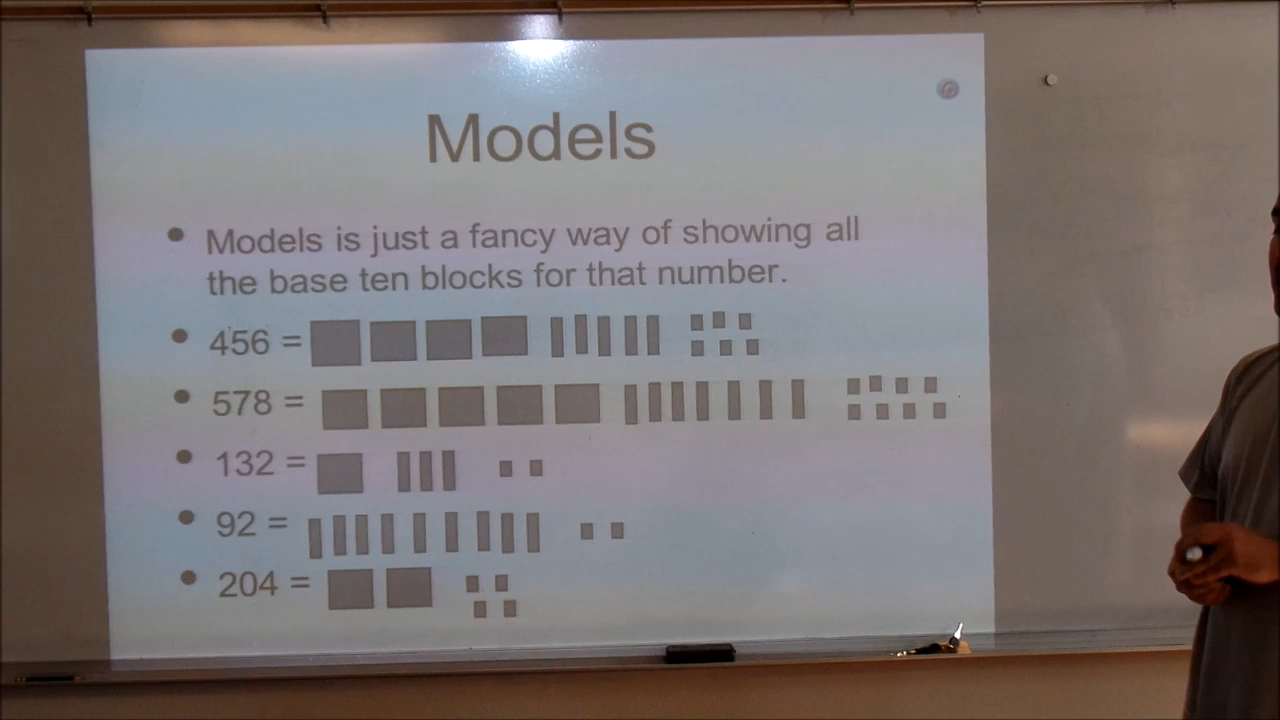 Models
• Models is just a fancy way of showing all
the base ten blocks for that number.
• 456 =
• 578 =
• 132 =
• 92 =
• 204 =